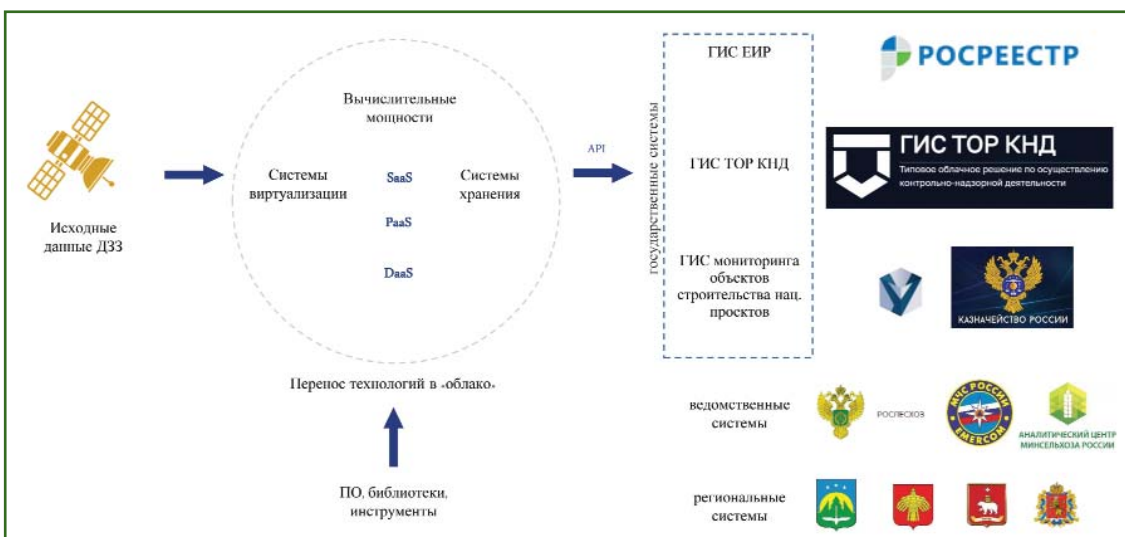 Исходные
данные ДЗЗ
Вычислительные
мощности
Системы
виртуализации
SaaS
PaaS
DaaS
Системы
хранения
Перенос технологий в «облако»
ПО, библиотеки,
инструменты
API
государственные системы
ГИС ЕИР
РОСРЕЕСТР
ГИС ТОР КНД
ГИС ТОР КНД
Типовое облачное решение по осуществлению
контрольно-надзорной деятельности
ГИС мониторинга
объектов
строительства нац.
проектов
КАЗНАЧЕЙСТВО РОССИИ
ведомственные
системы
РОСЛЕСХОЗ
МЧС РОССИИ
EMERCOM
АНАЛИТИЧЕСКИЙ ЦЕНТР
МИНСЕЛЬХОЗА РОССИИ
региональные
системы